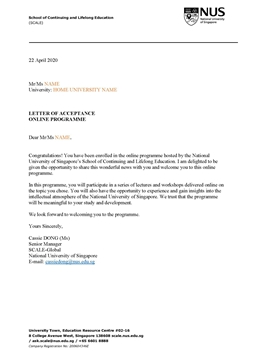 School of Continuing and Lifelong Education
(SCALE)
NUS
National University
of Singapore
22 April 2020
Mr/Ms NAME
University: HOME UNIVERSITY NAME
LETTER OF ACCEPTANCE
ONLINE PROGRAMME
Dear Mr/Ms NAME,
Congratulations! You have been enrolled in the online programme hosted by the National
University of Singapore's School of Continuing and Lifelong Education. I am delighted to be
given the opportunity to share this wonderful news with you and welcome you to this online
programme.
In this programme, you will participate in a series of lectures and workshops delivered online on
the topic you chose. You will also have the opportunity to experience and gain insights into the
intellectual atmosphere of the National University of Singapore. We trust that the programme
will be meaningful to your study and development.
We look forward to welcoming you to the programme.
Yours Sincerely,
Cassie DONG (Ms)
Senior Manager
SCALE-Global
National University of Singapore
E-mail: cassiedong@nus.edu.sg
University Town, Education Resource Centre #02-16
8 College Avenue West, Singapore 138608 scale.nus.edu.sg
/ ask.scale@nus.edu.sg / +65 6601 8888
Company Registration No: 200604346E